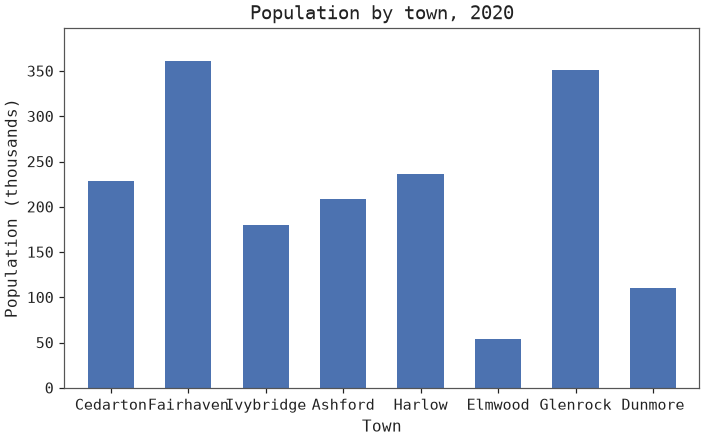 Population by town, 2020
Population (thousands)
350
300
250
200
150
100
50
0
Cedarton Fairhaven Ivybridge Ashford Harlow Elmwood Glenrock Dunmore
Town